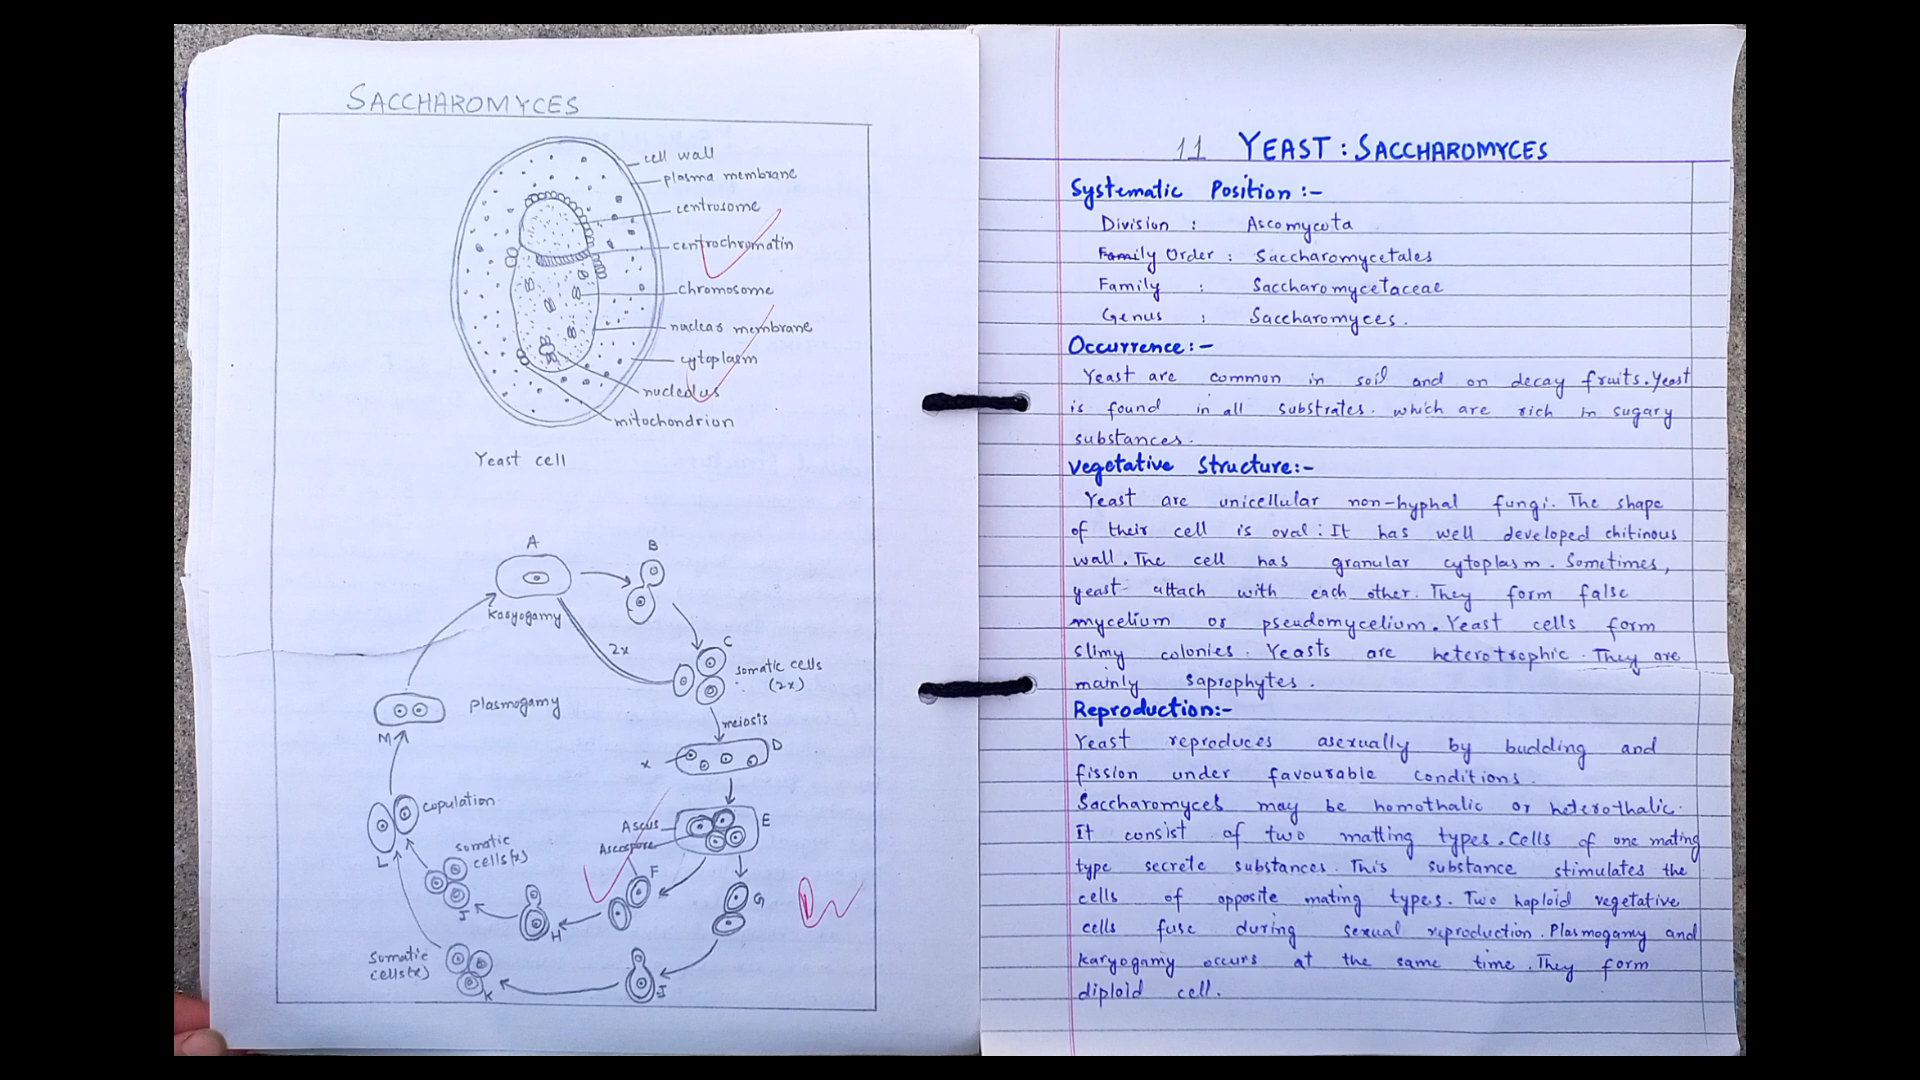 SACCHAROMYCES
cell wall
plasma membrane
centrosome
centrochromatin
chromosome
nuclear membrane
cytoplasm
nucleolus
mitochondrion
Yeast cell
A
B
Karyogamy
2x
C
somatic cells
(2x)
meiosis
D
x
M
plasmogamy
Ascus
Ascospore
E
copulation
L
somatic
cells(x)
J
H
F
G
Somatic
cells(x)
K
I
11 YEAST : SACCHAROMYCES
Systematic Position :-
Division : Ascomycota
Family Order : Saccharomycetales
Family : Saccharomycetaceae
Genus : Saccharomyces.
Occurrence:-
Yeast are common in soil and on decay fruits. Yeast
is found in all substrates. which are rich in sugary
substances.
Vegetative Structure:-
Yeast are unicellular non-hyphal fungi. The shape
of their cell is oval. It has well developed chitinous
wall. The cell has granular cytoplasm. Sometimes,
yeast attach with each other. They form false
mycelium or pseudomycelium. Yeast cells form
slimy colonies. Yeasts are heterotrophic. They are
mainly saprophytes.
Reproduction:-
Yeast reproduces asexually by budding and
fission under favourable conditions.
Saccharomyces may be homothalic or heterothalic.
It consist of two matting types. Cells of one mating
type secrete substances. This substance stimulates the
cells of opposite mating types. Two haploid vegetative
cells fuse during sexual reproduction. Plasmogamy and
karyogamy occurs at the same time. They form
diploid cell.